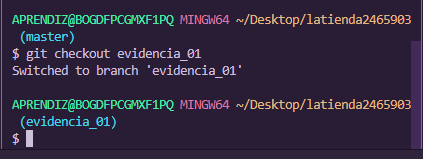 APRENDIZ@BOGDFPCGMXF1PQ MINGW64 ~/Desktop/latienda2465903
(master)
$ git checkout evidencia_01
Switched to branch 'evidencia_01'
APRENDIZ@BOGDFPCGMXF1PQ MINGW64 ~/Desktop/latienda2465903
(evidencia_01)
$